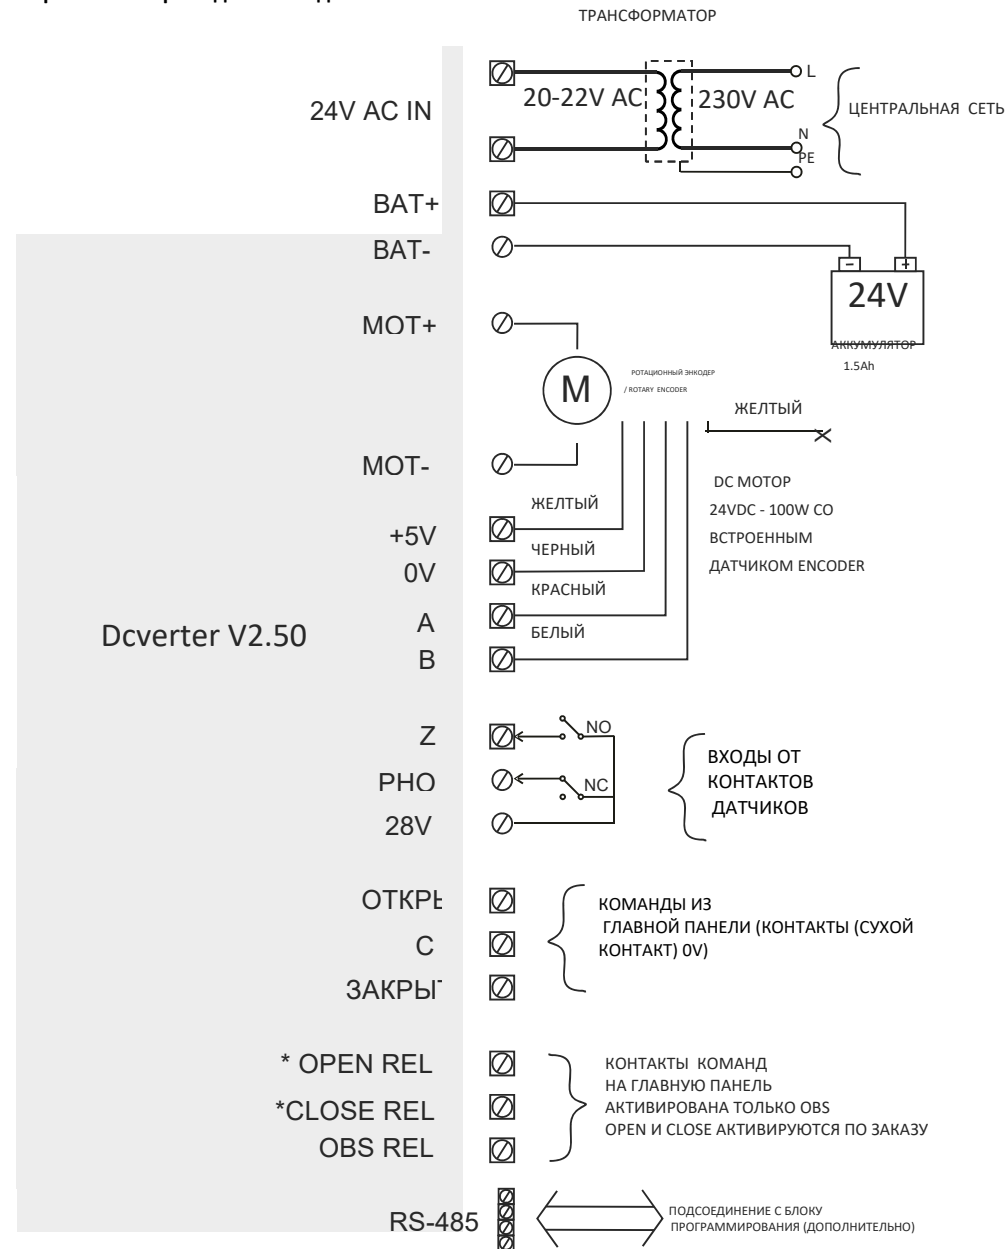 ТРАНСФОРМАТОР
24V AC IN
20-22V AC
230V AC
L
N
PE
ЦЕНТРАЛЬНАЯ СЕТЬ
BAT+
BAT-
- +
24V
АККУМУЛЯТОР
1.5Ah
MOT+
M
РОТАЦИОННЫЙ ЭНКОДЕР
/ ROTARY ENCODER
ЖЕЛТЫЙ
MOT-
DC МОТОР
24VDC - 100W СО
ВСТРОЕННЫМ
ДАТЧИКОМ ENCODER
ЖЕЛТЫЙ
+5V
ЧЕРНЫЙ
0V
КРАСНЫЙ
A
БЕЛЫЙ
B
Dcverter V2.50
Z
NO
PHO
NC
28V
ВХОДЫ ОТ
КОНТАКТОВ
ДАТЧИКОВ
C
КОМАНДЫ ИЗ
ГЛАВНОЙ ПАНЕЛИ (КОНТАКТЫ (СУХОЙ
КОНТАКТ) 0V)
* OPEN REL
*CLOSE REL
OBS REL
КОНТАКТЫ КОМАНД
НА ГЛАВНУЮ ПАНЕЛЬ
АКТИВИРОВАНА ТОЛЬКО OBS
OPEN И CLOSE АКТИВИРУЮТСЯ ПО ЗАКАЗУ
RS-485
ПОДСОЕДИНЕНИЕ С БЛОКУ
ПРОГРАММИРОВАНИЯ (ДОПОЛНИТЕЛЬНО)